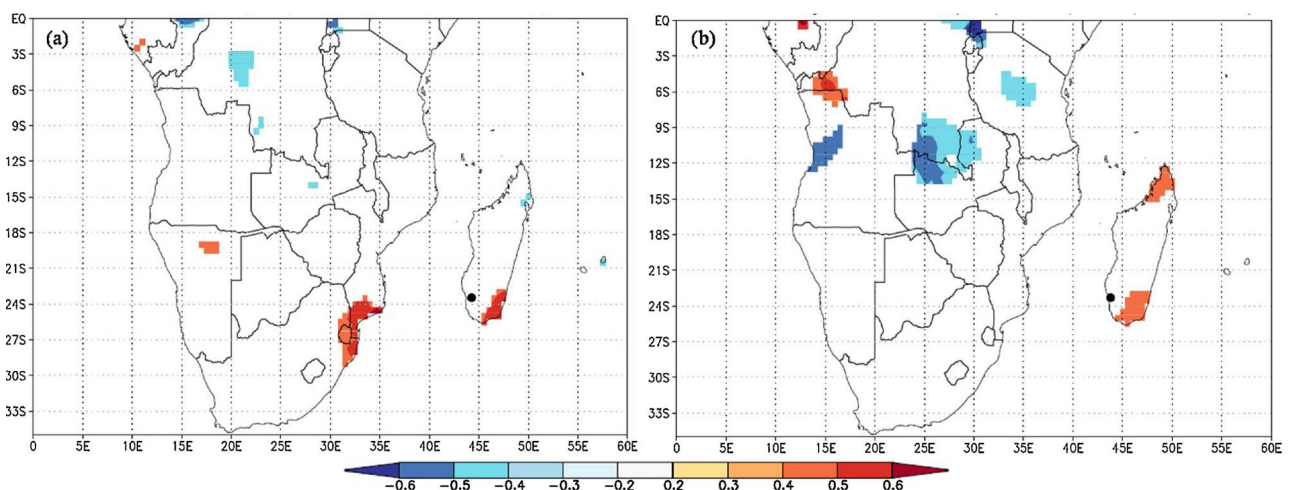 (a)
EQ
3S
6S
9S
12S
15S
18S
21S
24S
27S
30S
33S
0 5E 10E 15E 20E 25E 30E 35E 40E 45E 50E 55E 60E
(b)
EQ
3S
6S
9S
12S
15S
18S
21S
24S
27S
30S
33S
0 5E 10E 15E 20E 25E 30E 35E 40E 45E 50E 55E 60E
-0.6 -0.5 -0.4 -0.3 -0.2 0.2 0.3 0.4 0.5 0.6